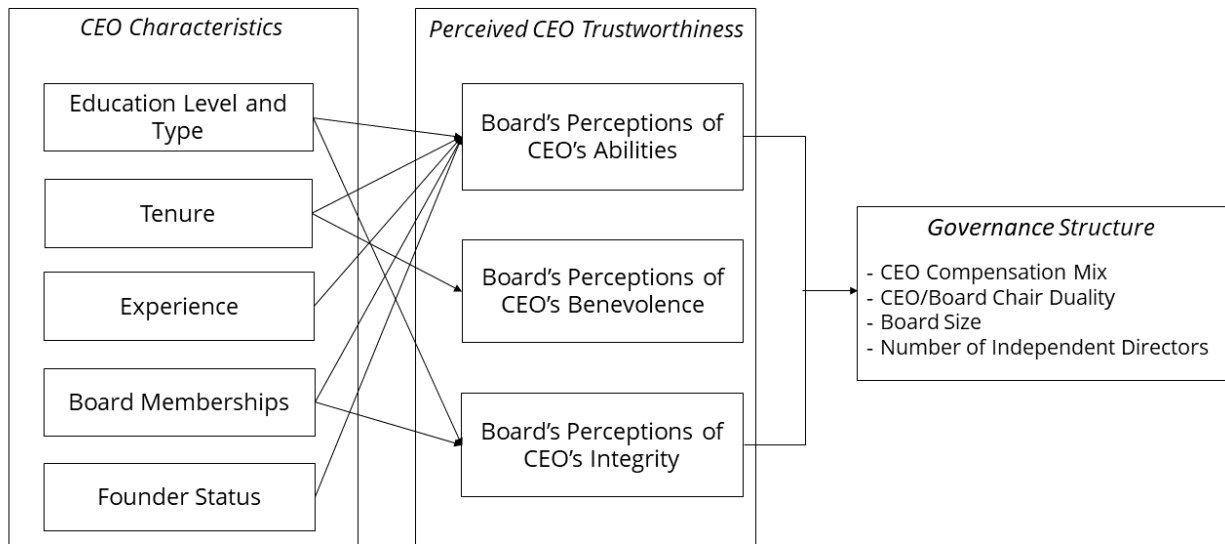 CEO Characteristics
Education Level and
Type
Tenure
Experience
Board Memberships
Founder Status
Perceived CEO Trustworthiness
Board’s Perceptions of
CEO’s Abilities
Board’s Perceptions of
CEO’s Benevolence
Board’s Perceptions of
CEO’s Integrity
Governance Structure
- CEO Compensation Mix
- CEO/Board Chair Duality
- Board Size
- Number of Independent Directors